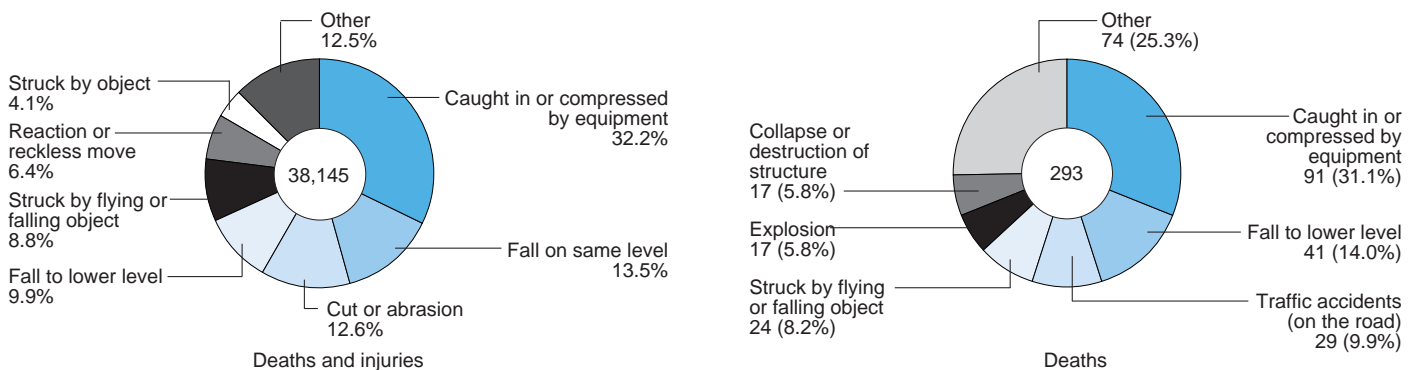 Other
12.5%
Struck by object
4.1%
Reaction or
reckless move
6.4%
Struck by flying or
falling object
8.8%
Fall to lower level
9.9%
Cut or abrasion
12.6%
Fall on same level
13.5%
Caught in or compressed
by equipment
32.2%
38,145
Deaths and injuries
Other
74 (25.3%)
Collapse or
destruction of
structure
17 (5.8%)
Explosion
17 (5.8%)
Struck by flying
or falling object
24 (8.2%)
Traffic accidents
(on the road)
29 (9.9%)
Fall to lower level
41 (14.0%)
Caught in or
compressed by
equipment
91 (31.1%)
293
Deaths